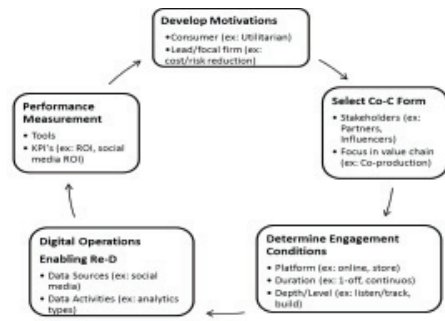 Develop Motivations
• Consumer (ex: Utilitarian)
• Lead/focal firm (ex:
cost/risk reduction)
Select Co-C Form
• Stakeholders (ex:
Partners,
Influencers)
• Focus in value chain
(ex: Co-production)
Determine Engagement
Conditions
• Platform (ex: online, store)
• Duration (ex: 1-off, continuos)
• Depth/Level (ex: listen/track,
build)
Digital Operations
Enabling Re-D
• Data Sources (ex: social
media)
• Data Activities (ex: analytics
types)
Performance
Measurement
• Tools
• KPI's (ex: ROI, social
media ROI)